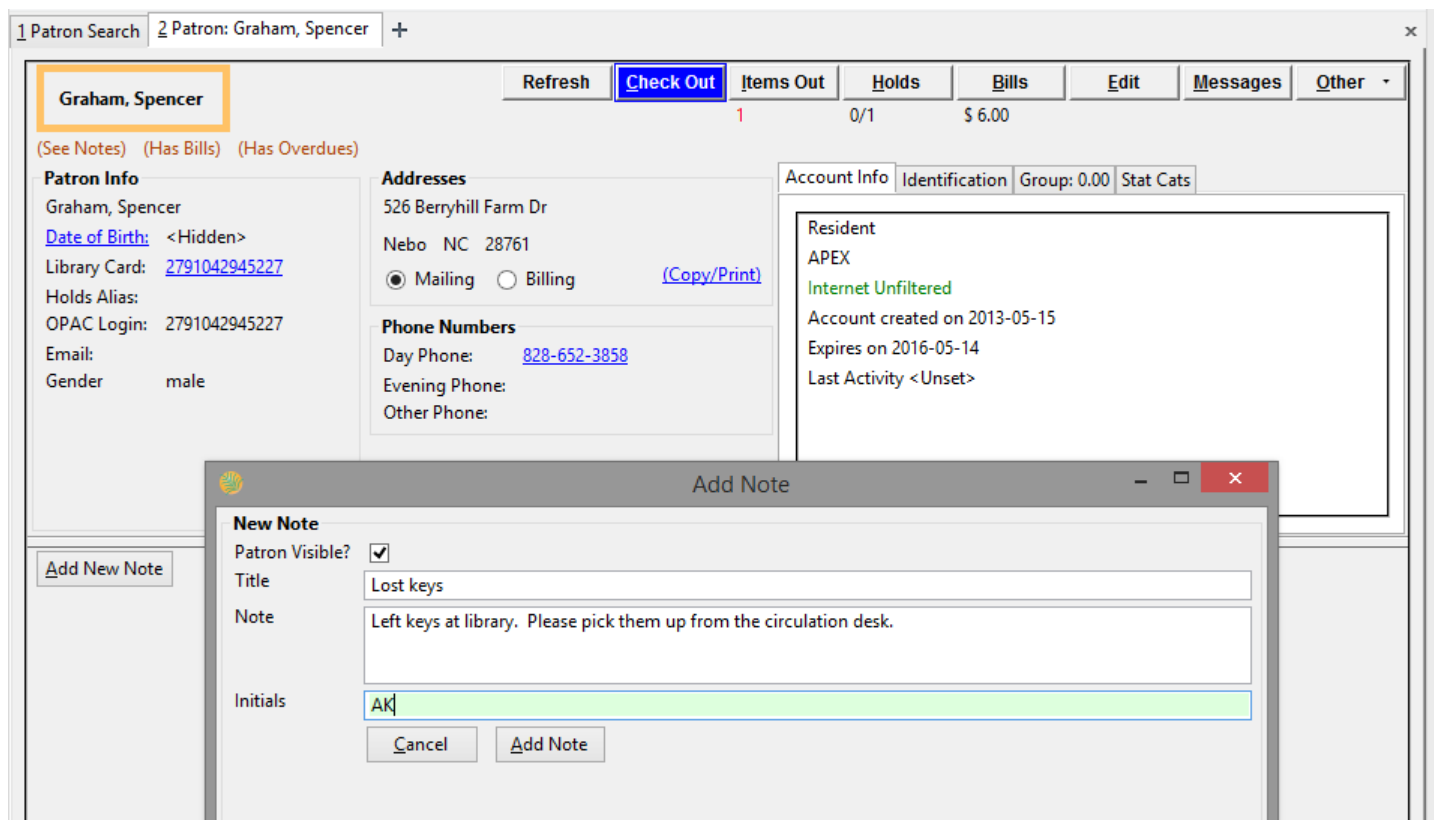 1 Patron Search 2 Patron: Graham, Spencer
Graham, Spencer
Refresh Check Out Items Out Holds Bills Edit Messages Other
1 0/1 $ 6.00
(See Notes) (Has Bills) (Has Overdues)
Patron Info
Graham, Spencer
Date of Birth: <Hidden>
Library Card: 2791042945227
Holds Alias:
OPAC Login: 2791042945227
Email:
Gender male
Addresses
526 Berryhill Farm Dr
Nebo NC 28761
Mailing Billing (Copy/Print)
Phone Numbers
Day Phone: 828-652-3858
Evening Phone:
Other Phone:
Account Info Identification Group: 0.00 Stat Cats
Resident
APEX
Internet Unfiltered
Account created on 2013-05-15
Expires on 2016-05-14
Last Activity <Unset>
Add New Note
Add Note
New Note
Patron Visible?
Title Lost keys
Note Left keys at library. Please pick them up from the circulation desk.
Initials AK
Cancel Add Note